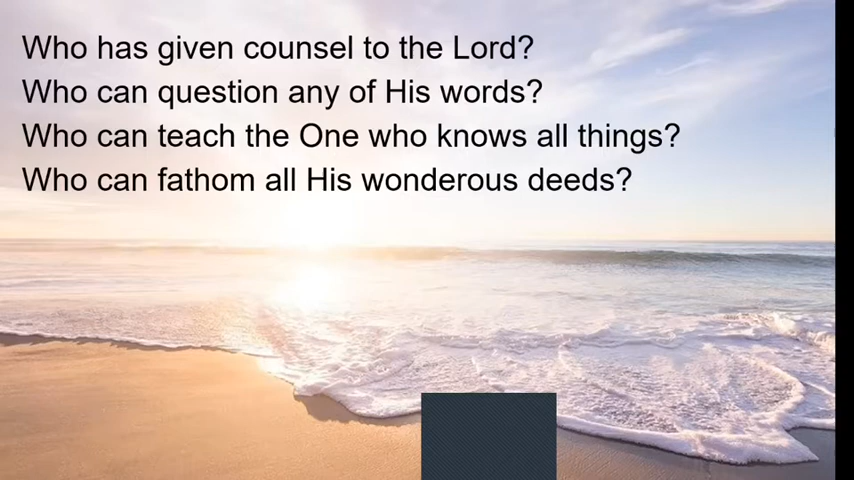 Who has given counsel to the Lord?
Who can question any of His words?
Who can teach the One who knows all things?
Who can fathom all His wonderous deeds?